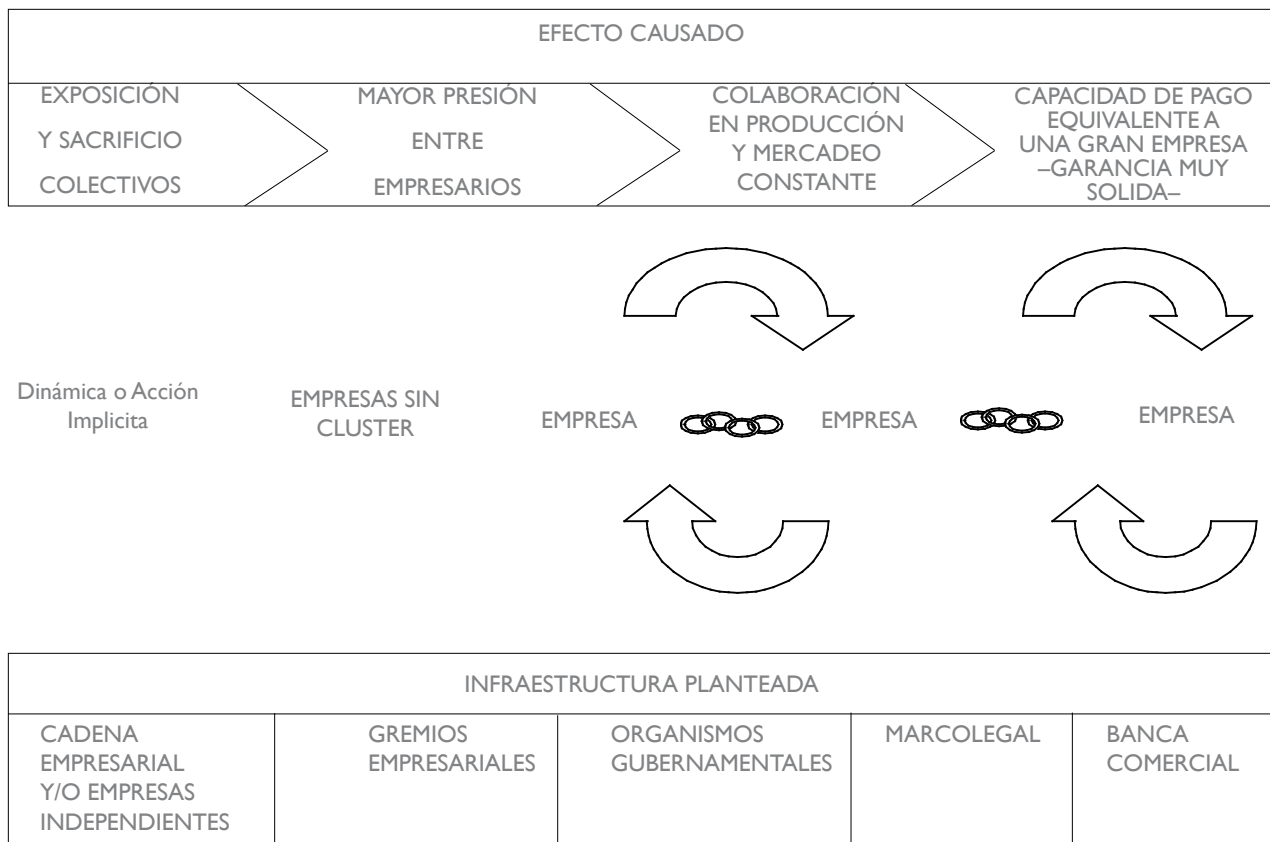 EFECTO CAUSADO
EXPOSICIÓN
Y SACRIFICIO
COLECTIVOS
MAYOR PRESIÓN
ENTRE
EMPRESARIOS
COLABORACIÓN
EN PRODUCCIÓN
Y MERCADEO
CONSTANTE
CAPACIDAD DE PAGO
EQUIVALENTE A
UNA GRAN EMPRESA
–GARANCIA MUY
SOLIDA–
Dinámica o Acción
Implicita
EMPRESAS SIN
CLUSTER
EMPRESA
EMPRESA
EMPRESA
INFRAESTRUCTURA PLANTEADA
CADENA
EMPRESARIAL
Y/O EMPRESAS
INDEPENDIENTES
GREMIOS
EMPRESARIALES
ORGANISMOS
GUBERNAMENTALES
MARCOLEGAL
BANCA
COMERCIAL